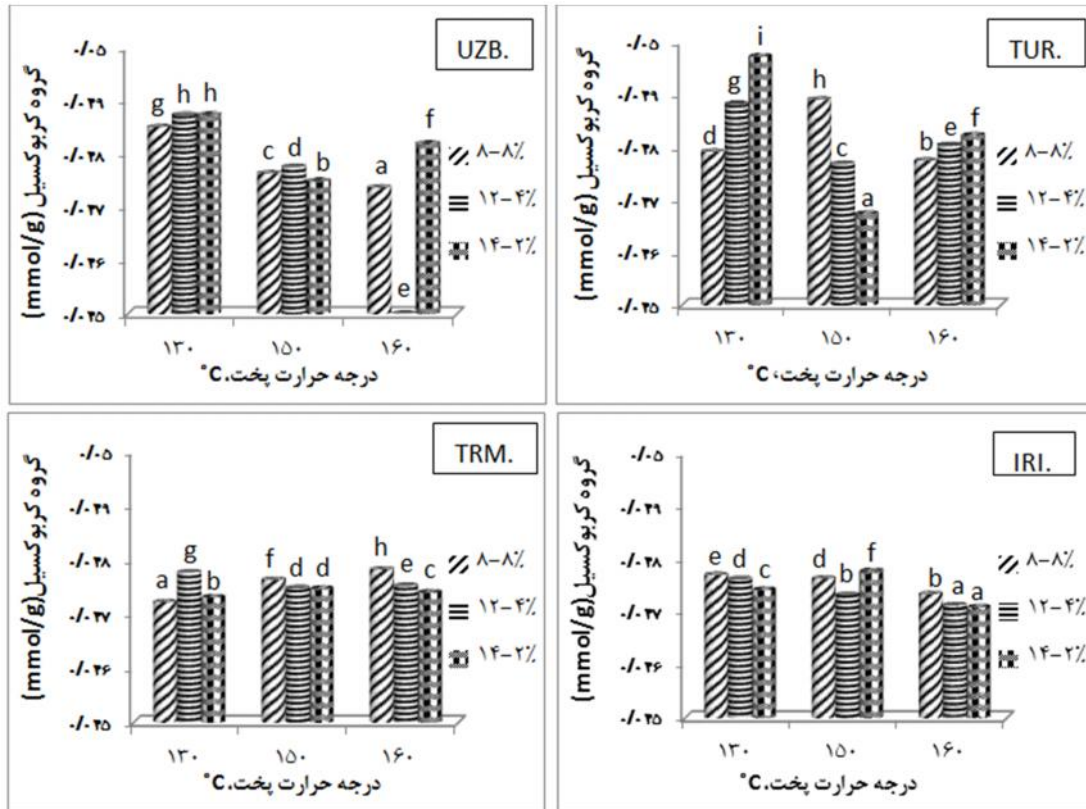 UZB.
گروه کربوکسیل (mmol/g)
۰/۰۵
۰/۰۴۹
۰/۰۴۸
۰/۰۴۷
۰/۰۴۶
۰/۰۴۵
g h h
c d b
a e f
۱۳۰ ۱۵۰ ۱۶۰
درجه حرارت پخت، °C
۸-۸٪
۱۲-۴٪
۱۴-۲٪
TUR.
گروه کربوکسیل (mmol/g)
۰/۰۵
۰/۰۴۹
۰/۰۴۸
۰/۰۴۷
۰/۰۴۶
۰/۰۴۵
d g i
h c a
b e f
۱۳۰ ۱۵۰ ۱۶۰
درجه حرارت پخت، °C
۸-۸٪
۱۲-۴٪
۱۴-۲٪
TRM.
گروه کربوکسیل (mmol/g)
۰/۰۵
۰/۰۴۹
۰/۰۴۸
۰/۰۴۷
۰/۰۴۶
۰/۰۴۵
a g b
f d d
h e c
۱۳۰ ۱۵۰ ۱۶۰
درجه حرارت پخت، °C
۸-۸٪
۱۲-۴٪
۱۴-۲٪
IRI.
گروه کربوکسیل (mmol/g)
۰/۰۵
۰/۰۴۹
۰/۰۴۸
۰/۰۴۷
۰/۰۴۶
۰/۰۴۵
e d c
d b f
b a a
۱۳۰ ۱۵۰ ۱۶۰
درجه حرارت پخت، °C
۸-۸٪
۱۲-۴٪
۱۴-۲٪